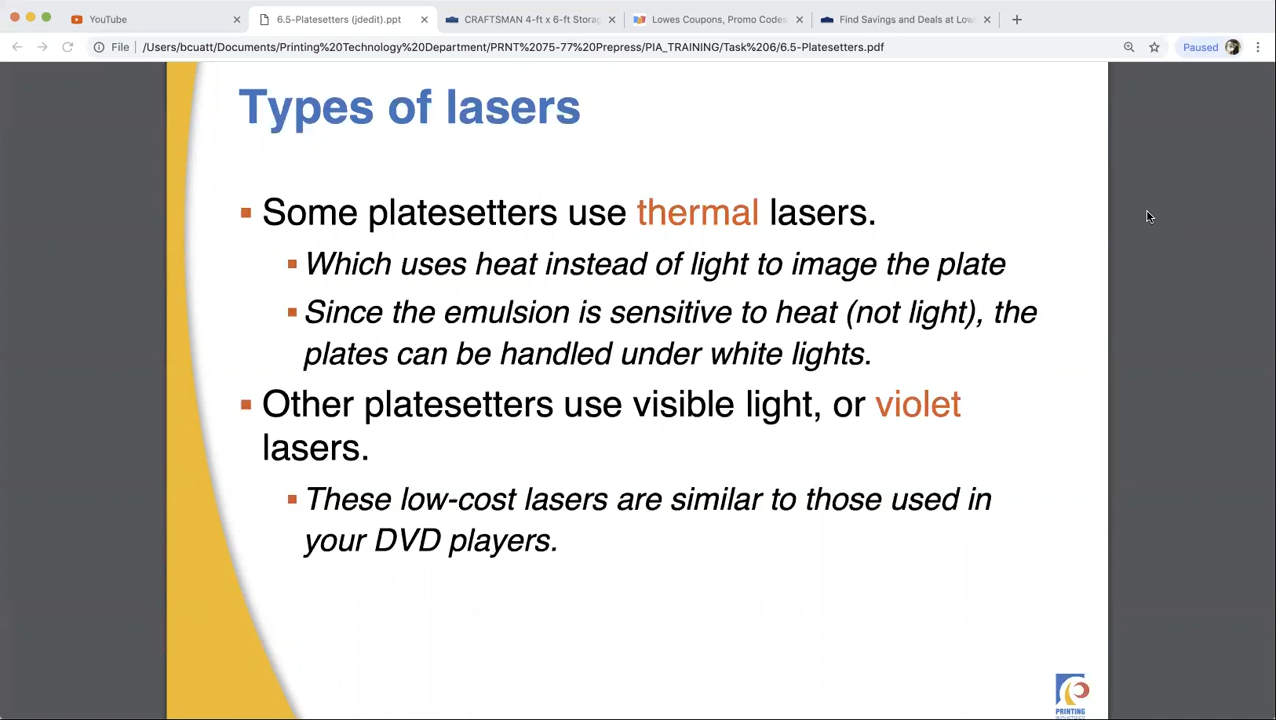 YouTube
6.5-Platesetters (jdedit).ppt
CRAFTSMAN 4-ft x 6-ft Storag
Lowes Coupons, Promo Codes
Find Savings and Deals at Low
File
/Users/bcuatt/Documents/Printing%20Technology%20Department/PRNT%2075-77%20Prepress/PIA_TRAINING/Task%206/6.5-Platesetters.pdf
Paused
Types of lasers
Some platesetters use thermal lasers.
Which uses heat instead of light to image the plate
Since the emulsion is sensitive to heat (not light), the
plates can be handled under white lights.
Other platesetters use visible light, or violet
lasers.
These low-cost lasers are similar to those used in
your DVD players.
PRINTING